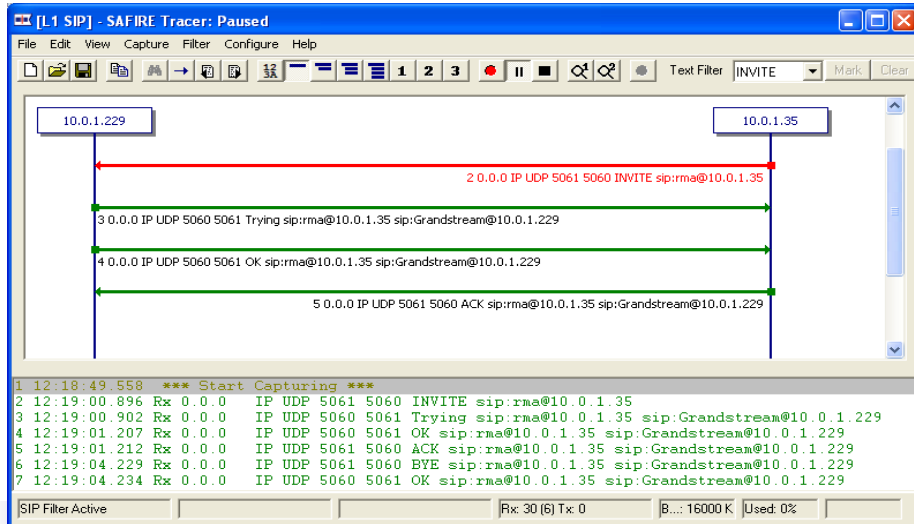 [L1 SIP] - SAFIRE Tracer: Paused
File Edit View Capture Filter Configure Help
1 2 3 Text Filter INVITE Mark Clear
10.0.1.229 10.0.1.35
2 0.0.0 IP UDP 5061 5060 INVITE sip:rma@10.0.1.35
3 0.0.0 IP UDP 5060 5061 Trying sip:rma@10.0.1.35 sip:Grandstream@10.0.1.229
4 0.0.0 IP UDP 5060 5061 OK sip:rma@10.0.1.35 sip:Grandstream@10.0.1.229
5 0.0.0 IP UDP 5061 5060 ACK sip:rma@10.0.1.35 sip:Grandstream@10.0.1.229
1 12:18:49.558 *** Start Capturing ***
2 12:19:00.896 Rx 0.0.0 IP UDP 5061 5060 INVITE sip:rma@10.0.1.35
3 12:19:00.902 Rx 0.0.0 IP UDP 5060 5061 Trying sip:rma@10.0.1.35 sip:Grandstream@10.0.1.229
4 12:19:01.207 Rx 0.0.0 IP UDP 5060 5061 OK sip:rma@10.0.1.35 sip:Grandstream@10.0.1.229
5 12:19:01.212 Rx 0.0.0 IP UDP 5061 5060 ACK sip:rma@10.0.1.35 sip:Grandstream@10.0.1.229
6 12:19:04.229 Rx 0.0.0 IP UDP 5061 5060 BYE sip:rma@10.0.1.35 sip:Grandstream@10.0.1.229
7 12:19:04.234 Rx 0.0.0 IP UDP 5060 5061 OK sip:rma@10.0.1.35 sip:Grandstream@10.0.1.229
SIP Filter Active Rx: 30 (6) Tx: 0 B...: 16000 K Used: 0%